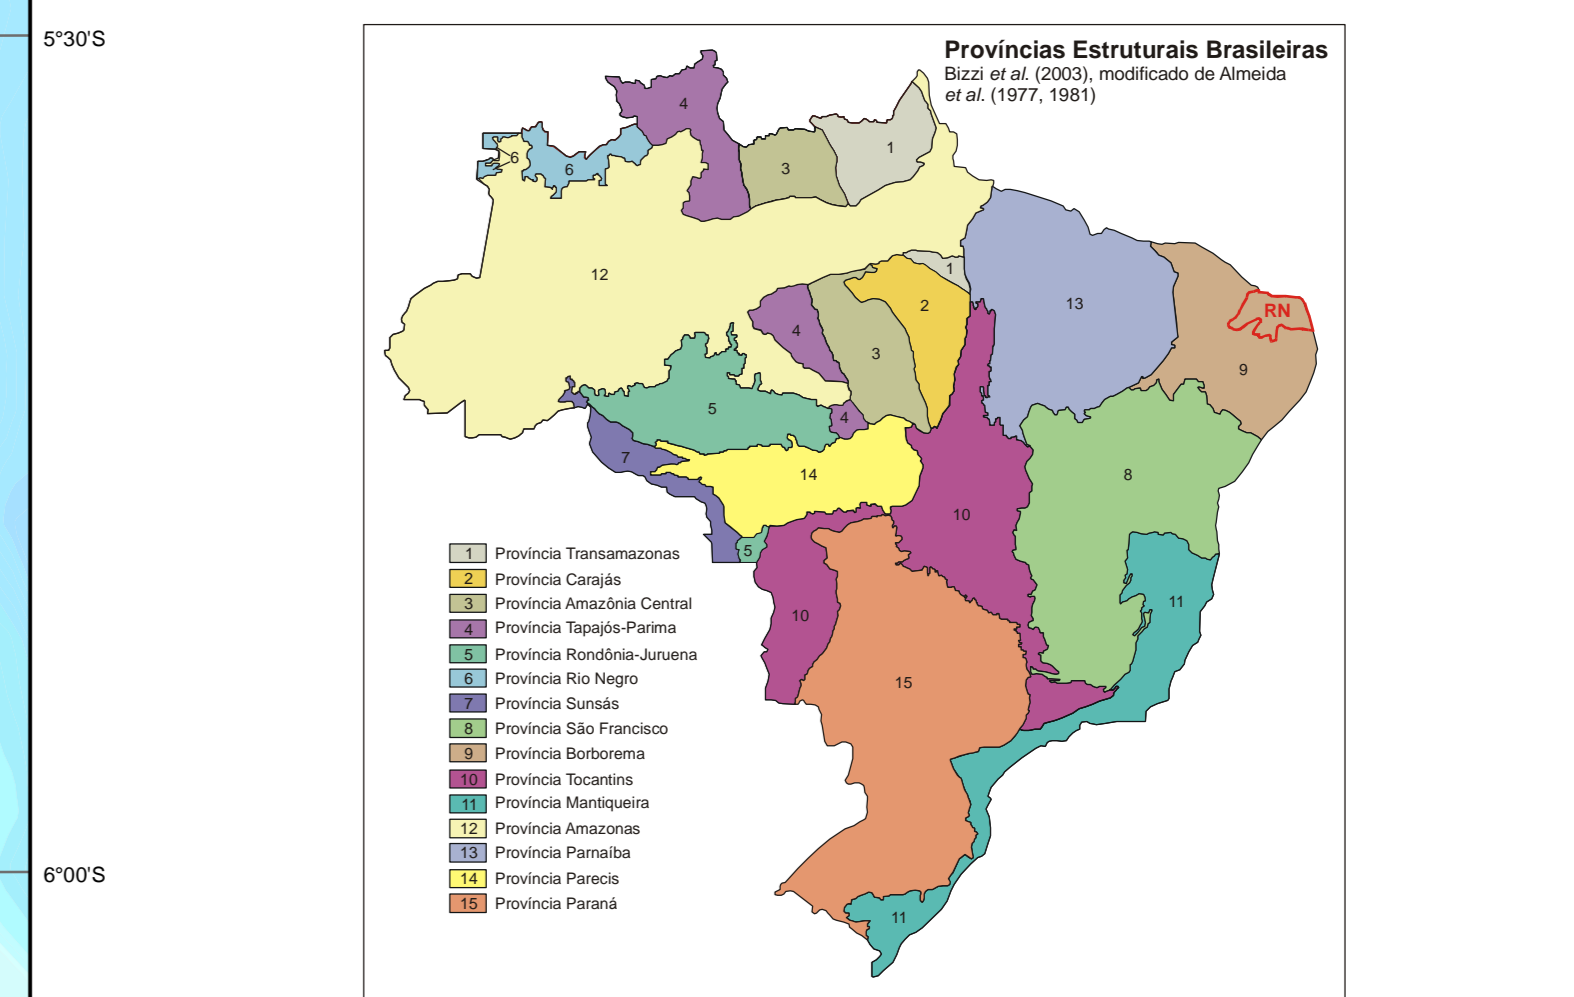 5°30'S
6°00'S
Províncias Estruturais Brasileiras
Bizzi et al. (2003), modificado de Almeida
et al. (1977, 1981)
4
1
6
6
3
12
1
2
13
RN
4
3
9
5
4
7
14
8
10
5
11
10
15
11
1 Província Transamazonas
2 Província Carajás
3 Província Amazônia Central
4 Província Tapajós-Parima
5 Província Rondônia-Juruena
6 Província Rio Negro
7 Província Sunsás
8 Província São Francisco
9 Província Borborema
10 Província Tocantins
11 Província Mantiqueira
12 Província Amazonas
13 Província Parnaíba
14 Província Parecis
15 Província Paraná